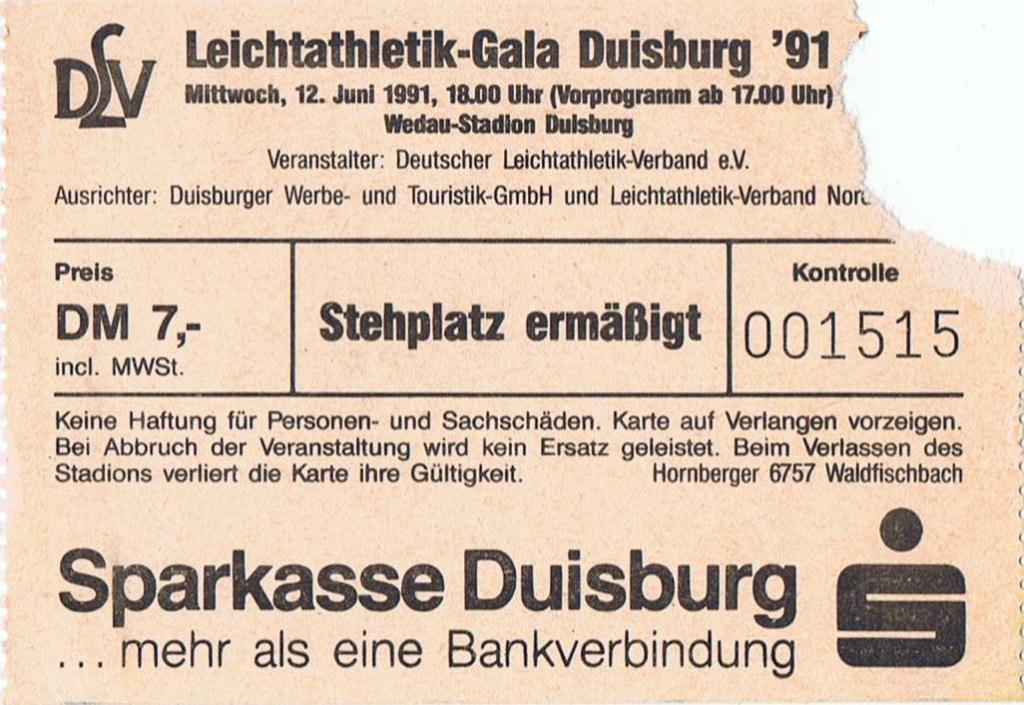 DLV
Leichtathletik-Gala Duisburg '91
Mittwoch, 12. Juni 1991, 18.00 Uhr (Vorprogramm ab 17.00 Uhr)
Wedau-Stadion Duisburg
Veranstalter: Deutscher Leichtathletik-Verband e.V.
Ausrichter: Duisburger Werbe- und Touristik-GmbH und Leichtathletik-Verband
Preis
DM 7,-
incl. MWSt.
Stehplatz ermäßigt
Kontrolle
001515
Keine Haftung für Personen- und Sachschäden. Karte auf Verlangen vorzeigen.
Bei Abbruch der Veranstaltung wird kein Ersatz geleistet. Beim Verlassen des
Stadions verliert die Karte ihre Gültigkeit. Hornberger 6757 Waldfischbach
Sparkasse Duisburg
... mehr als eine Bankverbindung